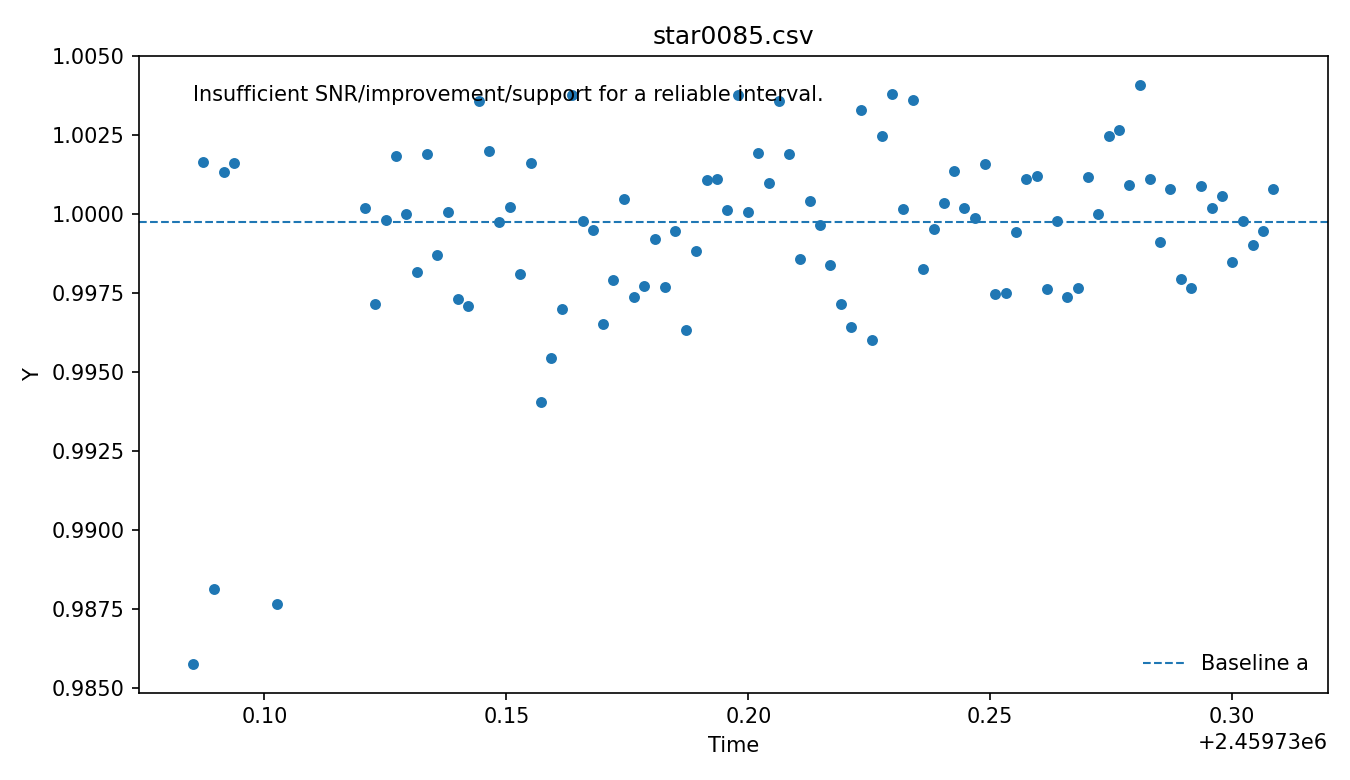 star0085.csv
Insufficient SNR/improvement/support for a reliable interval.
1.0050
1.0025
1.0000
0.9975
0.9950
0.9925
0.9900
0.9875
0.9850
Y
Baseline a
0.10 0.15 0.20 0.25 0.30
Time
+2.45973e6